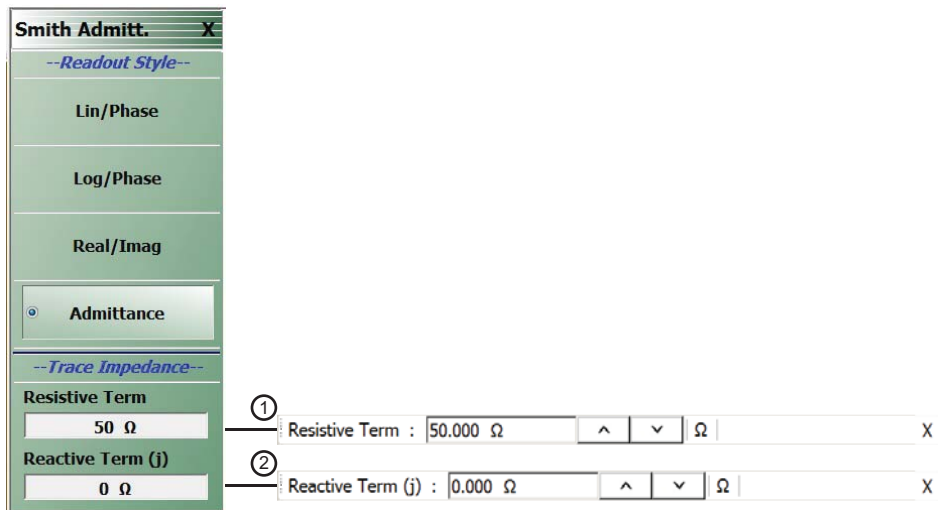 Smith Admitt. X
--Readout Style--
Lin/Phase
Log/Phase
Real/Imag
Admittance
--Trace Impedance--
Resistive Term
50 Ω
① Resistive Term : 50.000 Ω Ω X
Reactive Term (j)
0 Ω
② Reactive Term (j) : 0.000 Ω Ω X